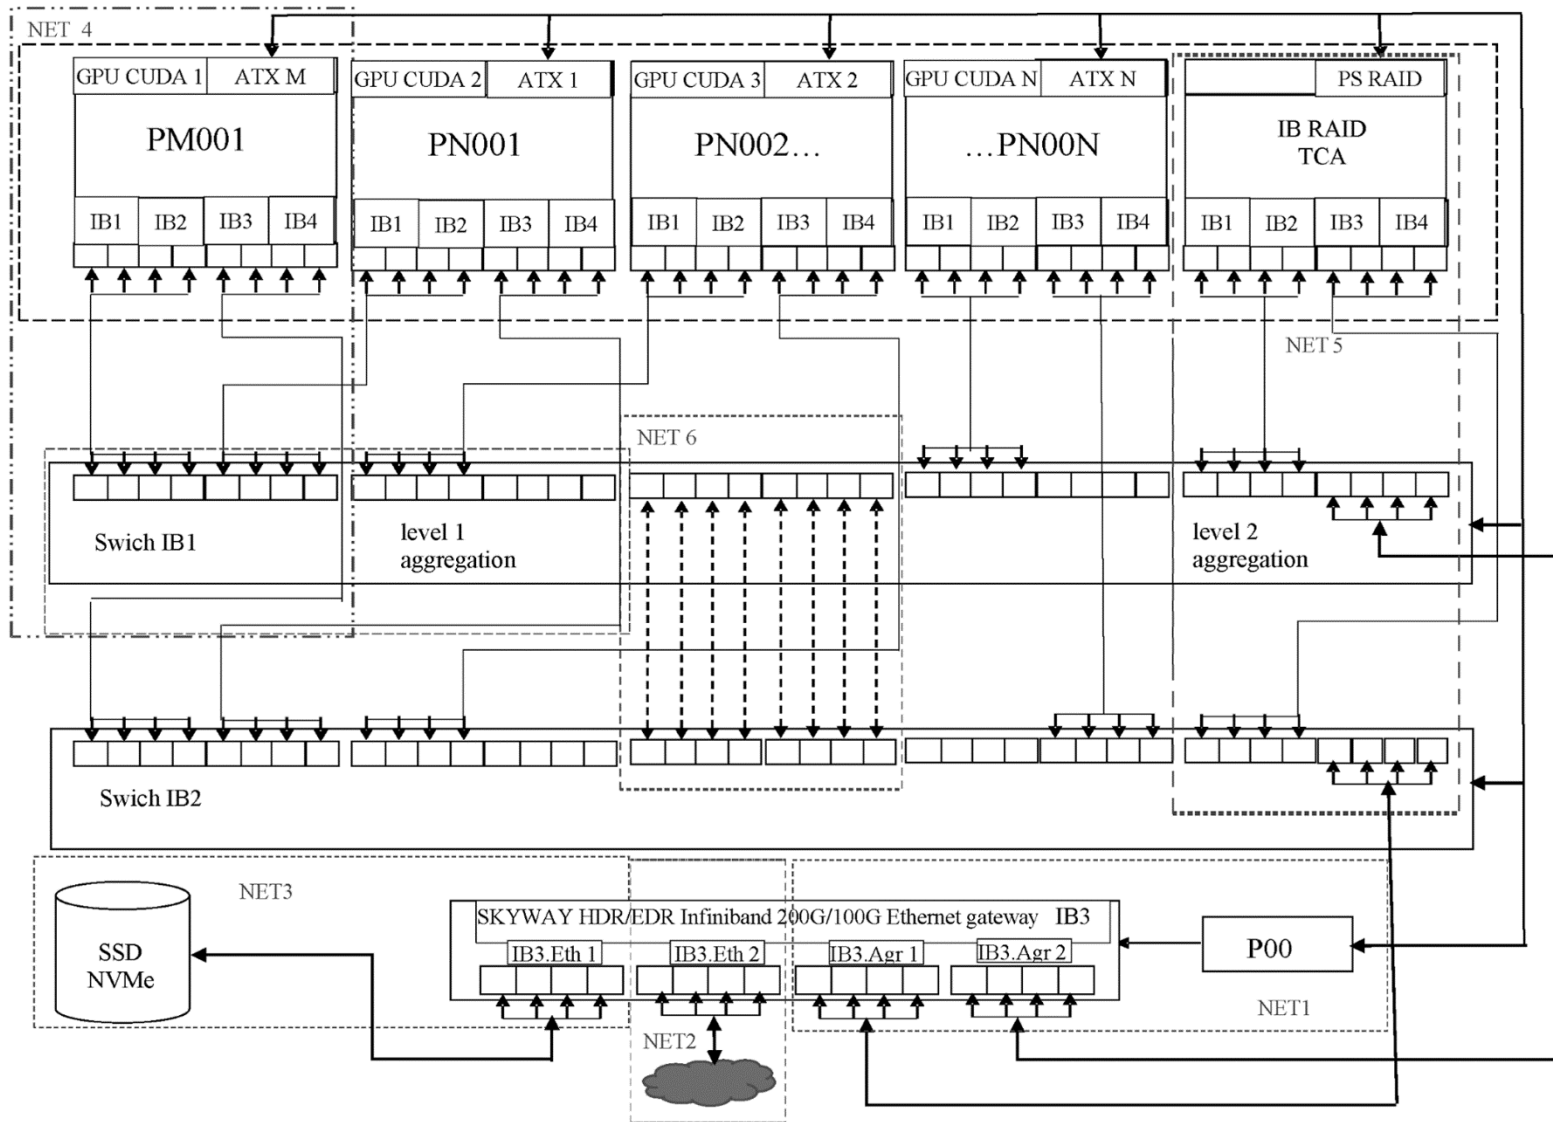 NET 4
GPU CUDA 1 ATX M GPU CUDA 2 ATX 1 GPU CUDA 3 ATX 2 GPU CUDA N ATX N PS RAID
PM001 PN001 PN002... ...PN00N IB RAID
TCA
IB1 IB2 IB3 IB4 IB1 IB2 IB3 IB4 IB1 IB2 IB3 IB4 IB1 IB2 IB3 IB4 IB1 IB2 IB3 IB4
NET 5
NET 6
Swich IB1
level 1
aggregation
level 2
aggregation
Swich IB2
NET3
SSD
NVMe
SKYWAY HDR/EDR Infiniband 200G/100G Ethernet gateway IB3
IB3.Eth 1 IB3.Eth 2 IB3.Agr 1 IB3.Agr 2
P00
NET1
NET2